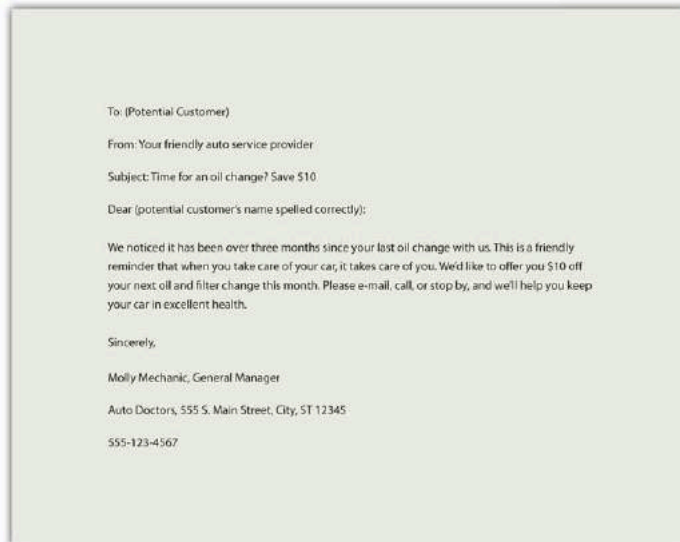 To: (Potential Customer)
From: Your friendly auto service provider
Subject: Time for an oil change? Save $10
Dear (potential customer's name spelled correctly):
We noticed it has been over three months since your last oil change with us. This is a friendly
reminder that when you take care of your car, it takes care of you. We'd like to offer you $10 off
your next oil and filter change this month. Please e-mail, call, or stop by, and we'll help you keep
your car in excellent health.
Sincerely,
Molly Mechanic, General Manager
Auto Doctors, 555 S. Main Street, City, ST 12345
555-123-4567